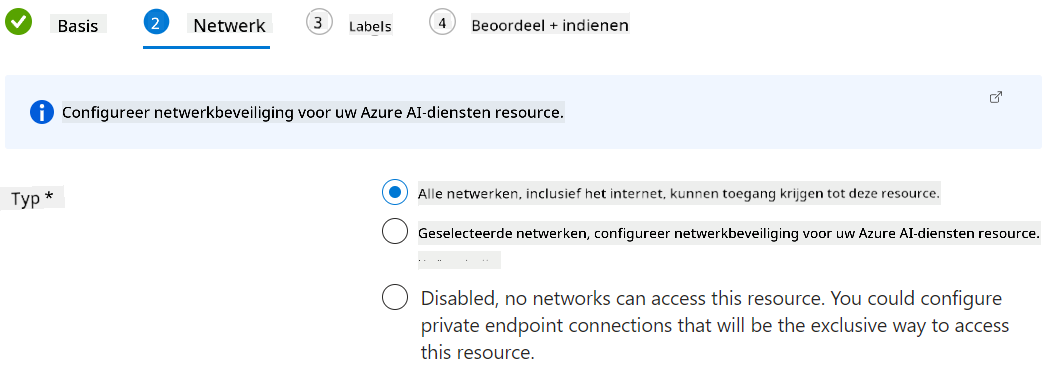 Basis 2 Netwerk 3 Labels 4 Beoordeel + indienen
Configureer netwerkbeveiliging voor uw Azure AI-diensten resource.
Typ *
Alle netwerken, inclusief het internet, kunnen toegang krijgen tot deze resource.
Geselecteerde netwerken, configureer netwerkbeveiliging voor uw Azure AI-diensten resource.
Disabled, no networks can access this resource. You could configure
private endpoint connections that will be the exclusive way to access
this resource.